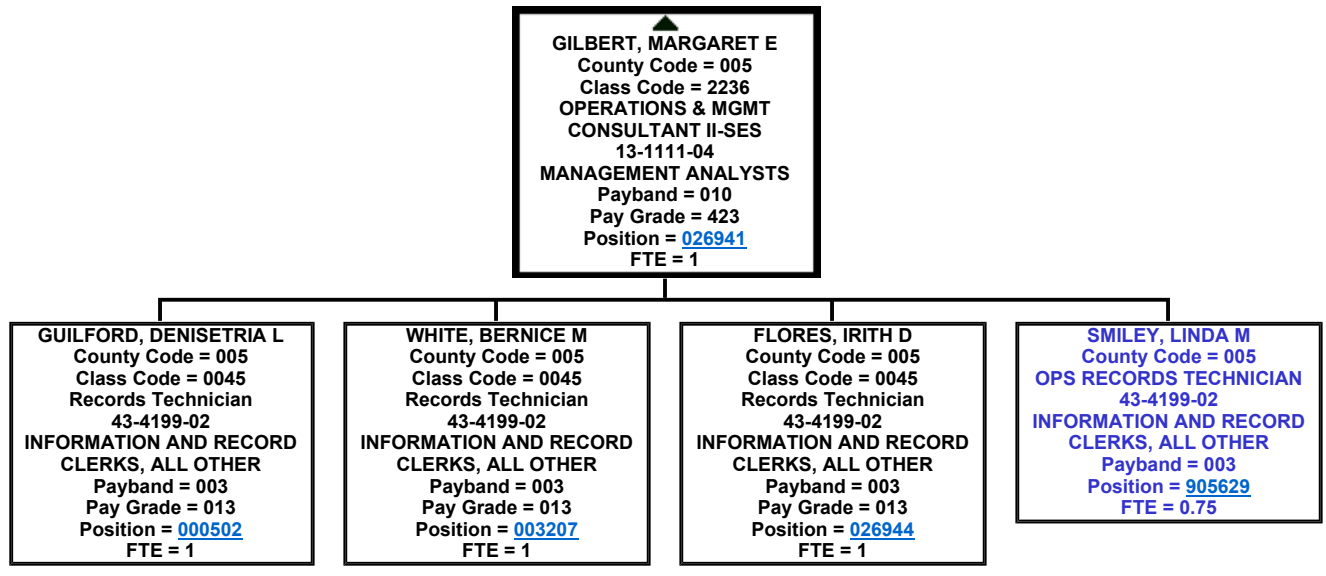 GILBERT, MARGARET E
County Code = 005
Class Code = 2236
OPERATIONS & MGMT
CONSULTANT II-SES
13-1111-04
MANAGEMENT ANALYSTS
Payband = 010
Pay Grade = 423
Position = 026941
FTE = 1
GUILFORD, DENISETRIA L
County Code = 005
Class Code = 0045
Records Technician
43-4199-02
INFORMATION AND RECORD
CLERKS, ALL OTHER
Payband = 003
Pay Grade = 013
Position = 000502
FTE = 1
WHITE, BERNICE M
County Code = 005
Class Code = 0045
Records Technician
43-4199-02
INFORMATION AND RECORD
CLERKS, ALL OTHER
Payband = 003
Pay Grade = 013
Position = 003207
FTE = 1
FLORES, IRITH D
County Code = 005
Class Code = 0045
Records Technician
43-4199-02
INFORMATION AND RECORD
CLERKS, ALL OTHER
Payband = 003
Pay Grade = 013
Position = 026944
FTE = 1
SMILEY, LINDA M
County Code = 005
OPS RECORDS TECHNICIAN
43-4199-02
INFORMATION AND RECORD
CLERKS, ALL OTHER
Payband = 003
Position = 905629
FTE = 0.75